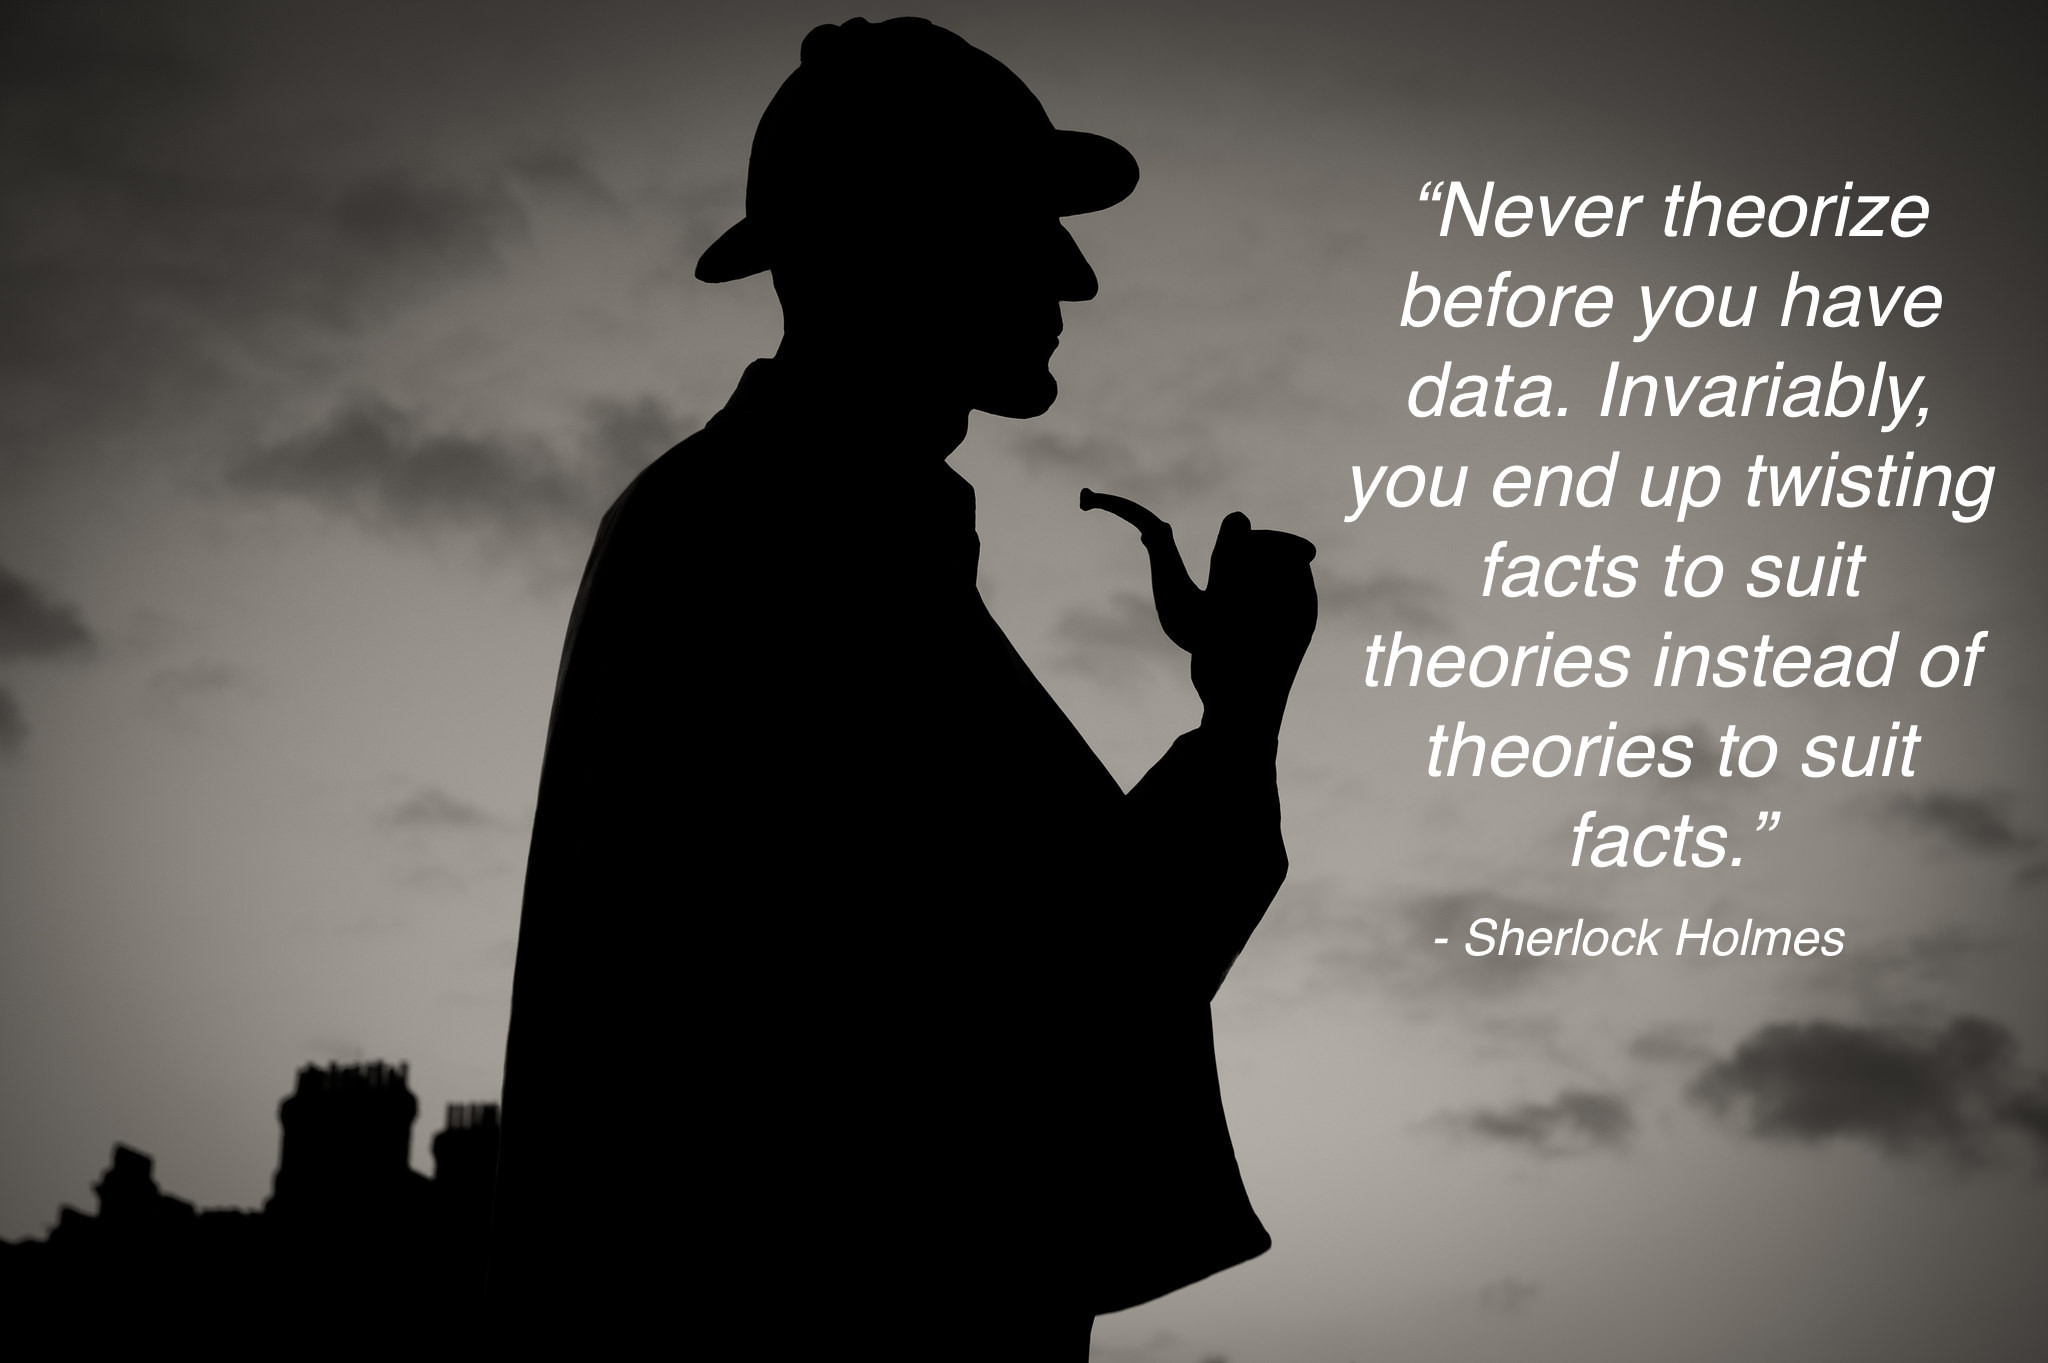 “Never theorize
before you have
data. Invariably,
you end up twisting
facts to suit
theories instead of
theories to suit
facts.”
- Sherlock Holmes